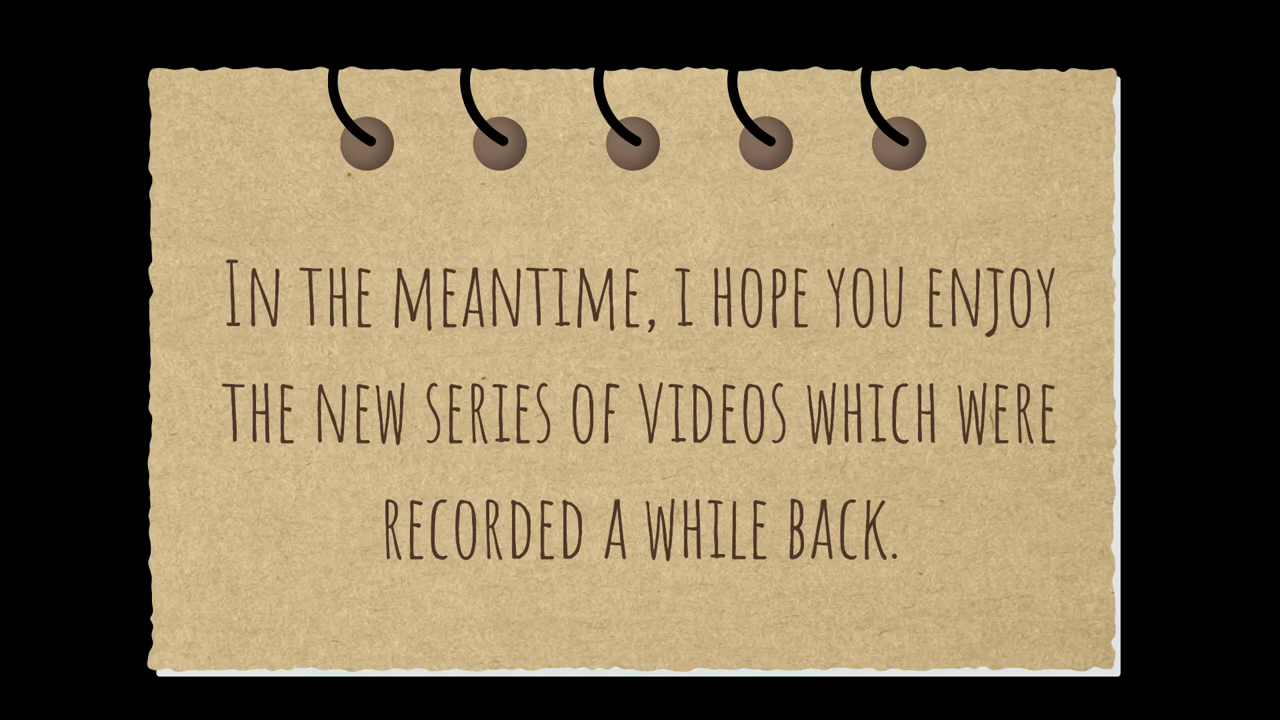 In the meantime, I hope you enjoy
the new series of videos which were
recorded a while back.